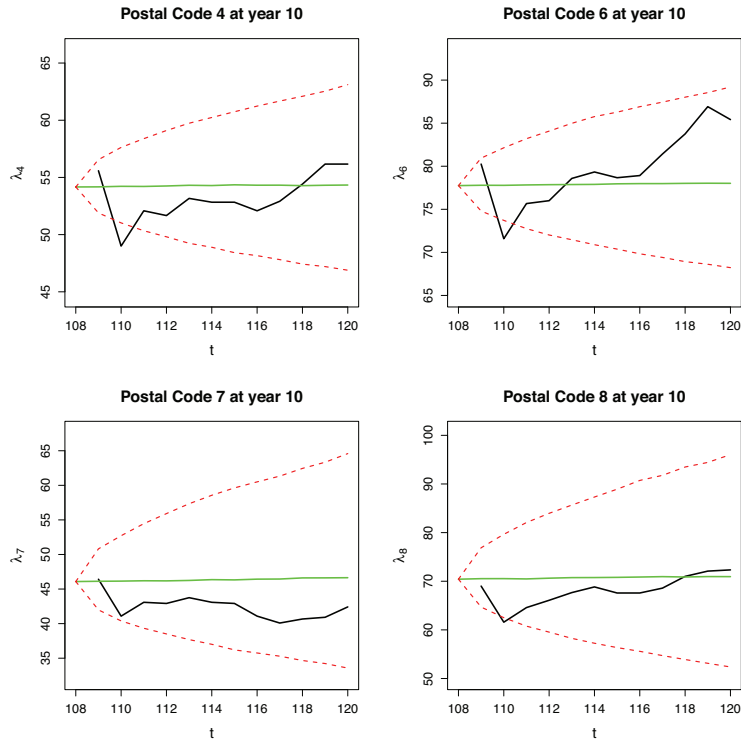 Postal Code 4 at year 10
65
60
55
50
45
λ4
108 110 112 114 116 118 120
t
Postal Code 6 at year 10
90
85
80
75
70
65
λ6
108 110 112 114 116 118 120
t
Postal Code 7 at year 10
65
60
55
50
45
40
35
λ7
108 110 112 114 116 118 120
t
Postal Code 8 at year 10
100
90
80
70
60
50
λ8
108 110 112 114 116 118 120
t